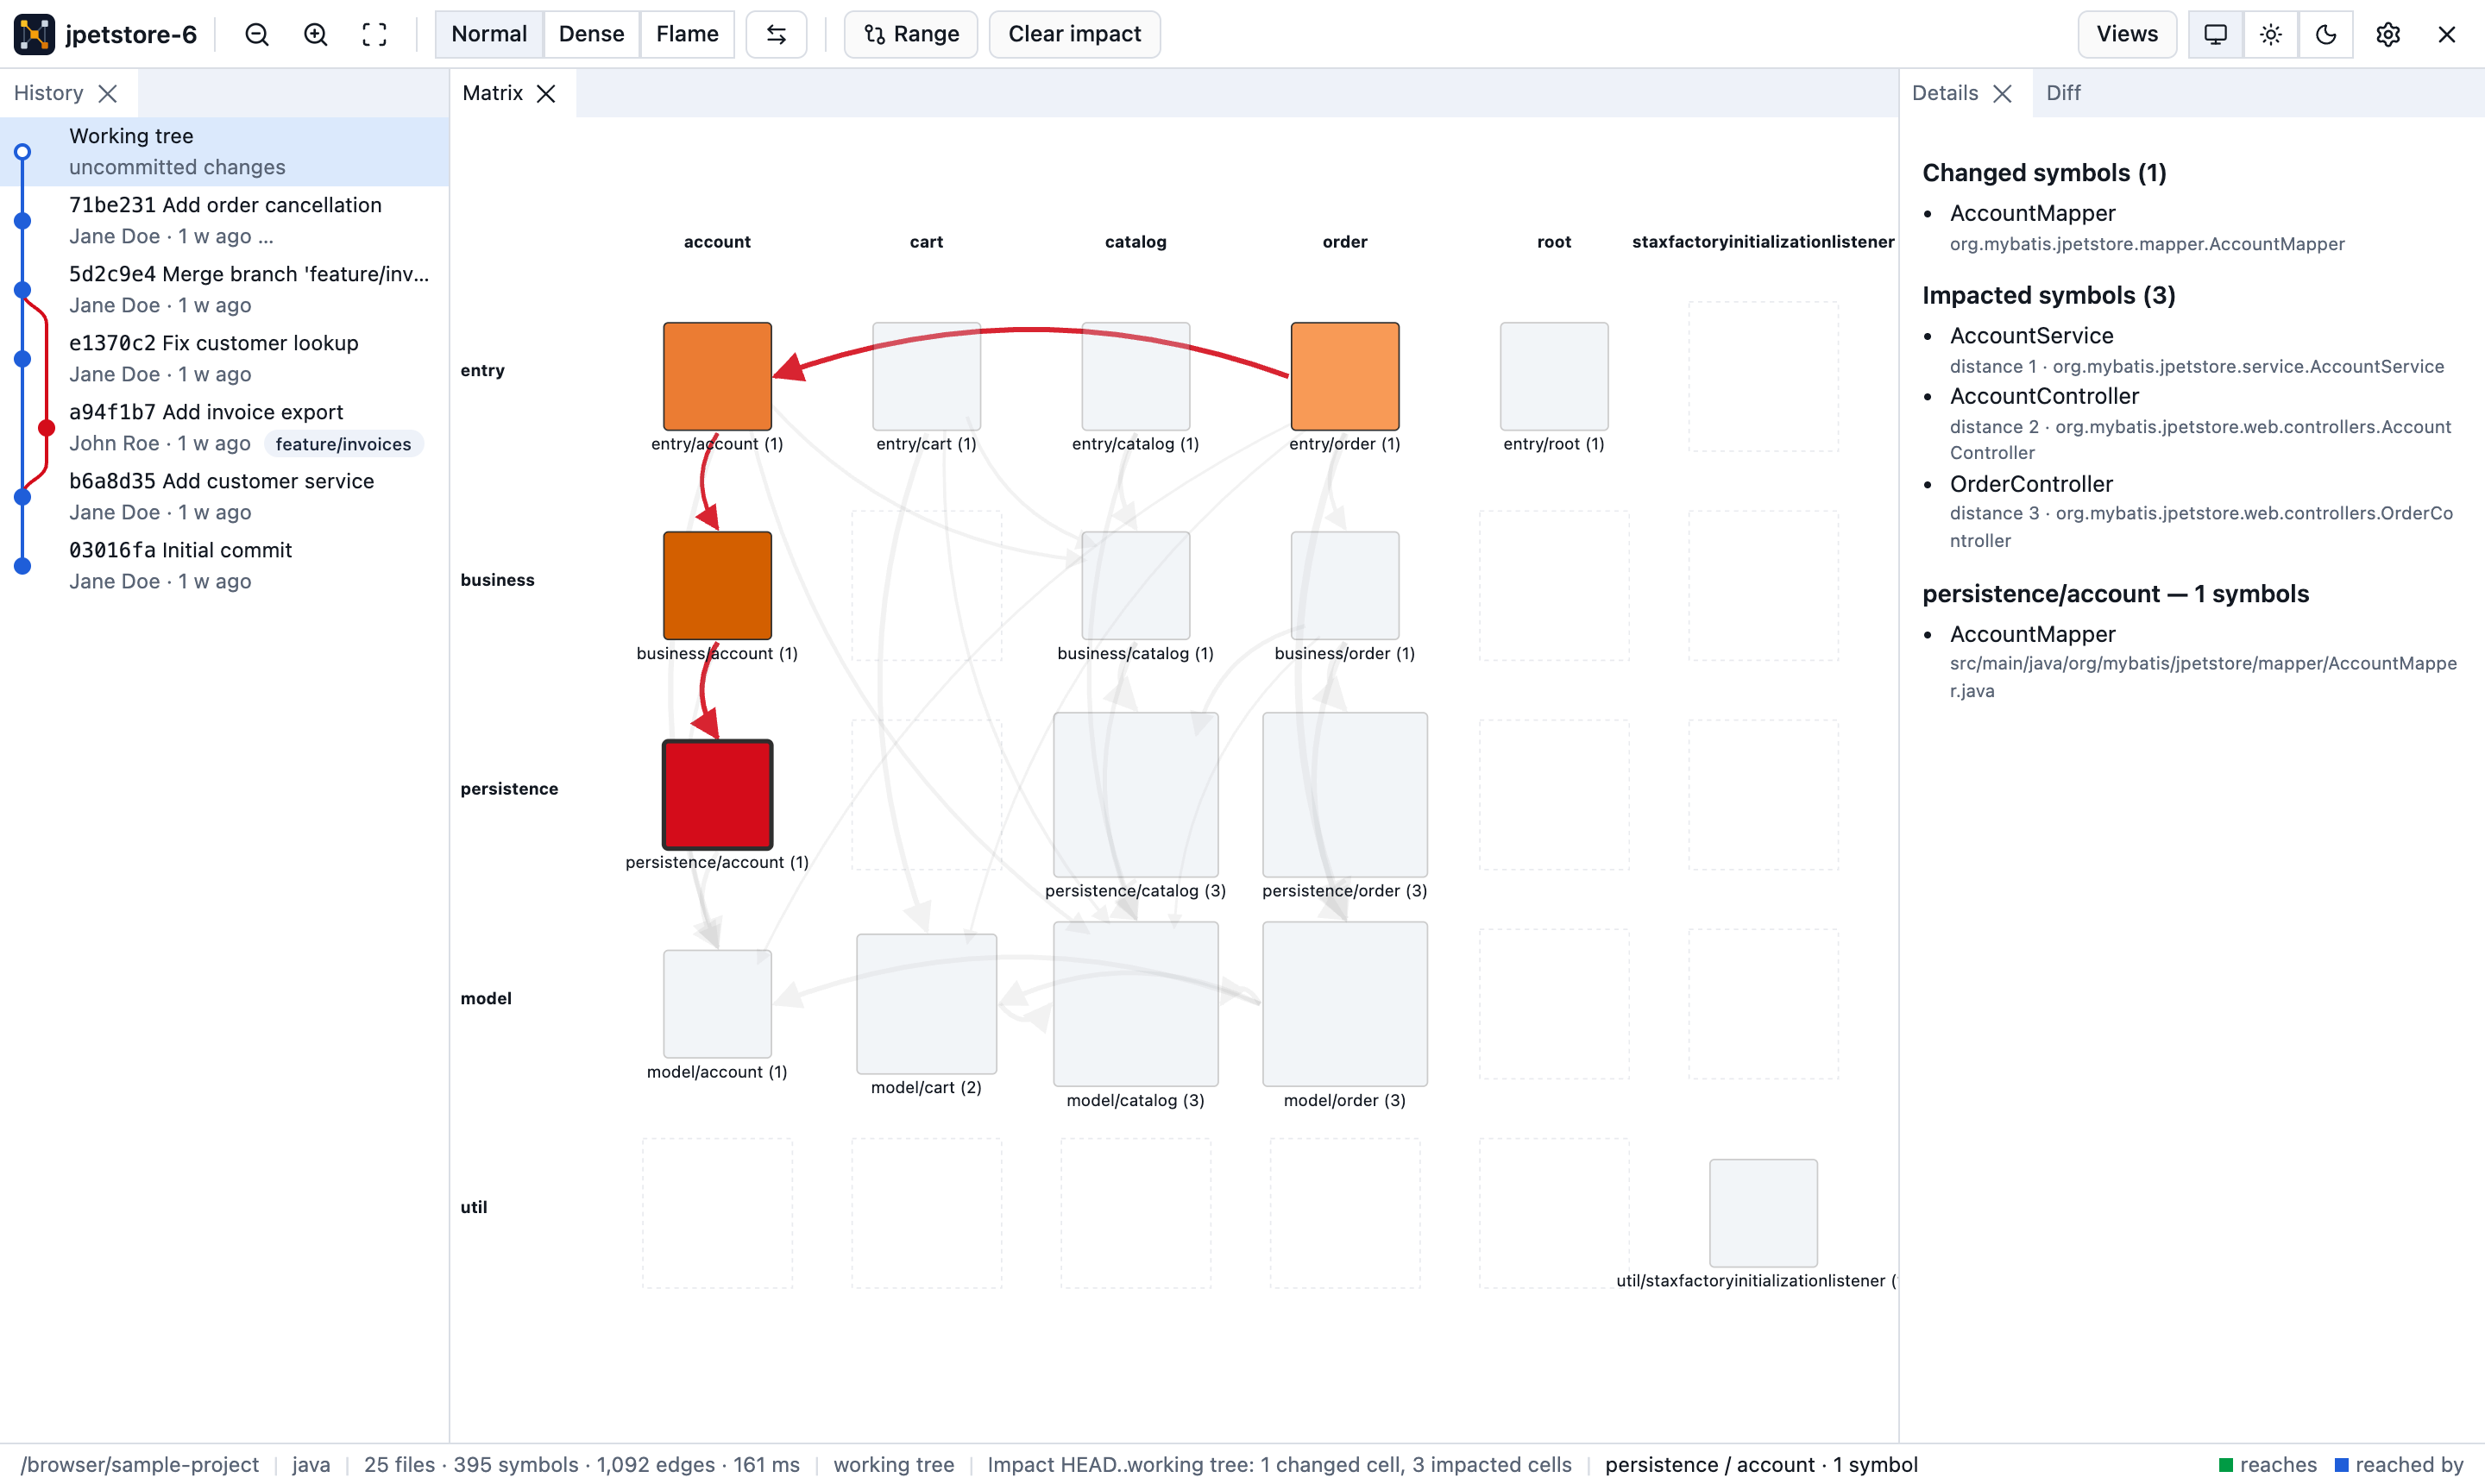 jpetstore-6
Normal
Dense
Flame
Range
Clear impact
Views
History
Matrix
Details
Diff
Working tree
uncommitted changes
71be231 Add order cancellation
Jane Doe · 1 w ago ...
5d2c9e4 Merge branch 'feature/inv...
Jane Doe · 1 w ago
e1370c2 Fix customer lookup
Jane Doe · 1 w ago
a94f1b7 Add invoice export
John Roe · 1 w ago feature/invoices
b6a8d35 Add customer service
Jane Doe · 1 w ago
03016fa Initial commit
Jane Doe · 1 w ago
account
cart
catalog
order
root
staxfactoryinitializationlistener
entry
entry/account (1)
entry/cart (1)
entry/catalog (1)
entry/order (1)
entry/root (1)
business
business/account (1)
business/catalog (1)
business/order (1)
persistence
persistence/account (1)
persistence/catalog (3)
persistence/order (3)
model
model/account (1)
model/cart (2)
model/catalog (3)
model/order (3)
util
util/staxfactoryinitializationlistener (
Changed symbols (1)
• AccountMapper
org.mybatis.jpetstore.mapper.AccountMapper
Impacted symbols (3)
• AccountService
distance 1 · org.mybatis.jpetstore.service.AccountService
• AccountController
distance 2 · org.mybatis.jpetstore.web.controllers.Account
Controller
• OrderController
distance 3 · org.mybatis.jpetstore.web.controllers.OrderCo
ntroller
persistence/account — 1 symbols
• AccountMapper
src/main/java/org/mybatis/jpetstore/mapper/AccountMappe
r.java
/browser/sample-project
java
25 files · 395 symbols · 1,092 edges · 161 ms
working tree
Impact HEAD..working tree: 1 changed cell, 3 impacted cells
persistence / account · 1 symbol
reaches
reached by